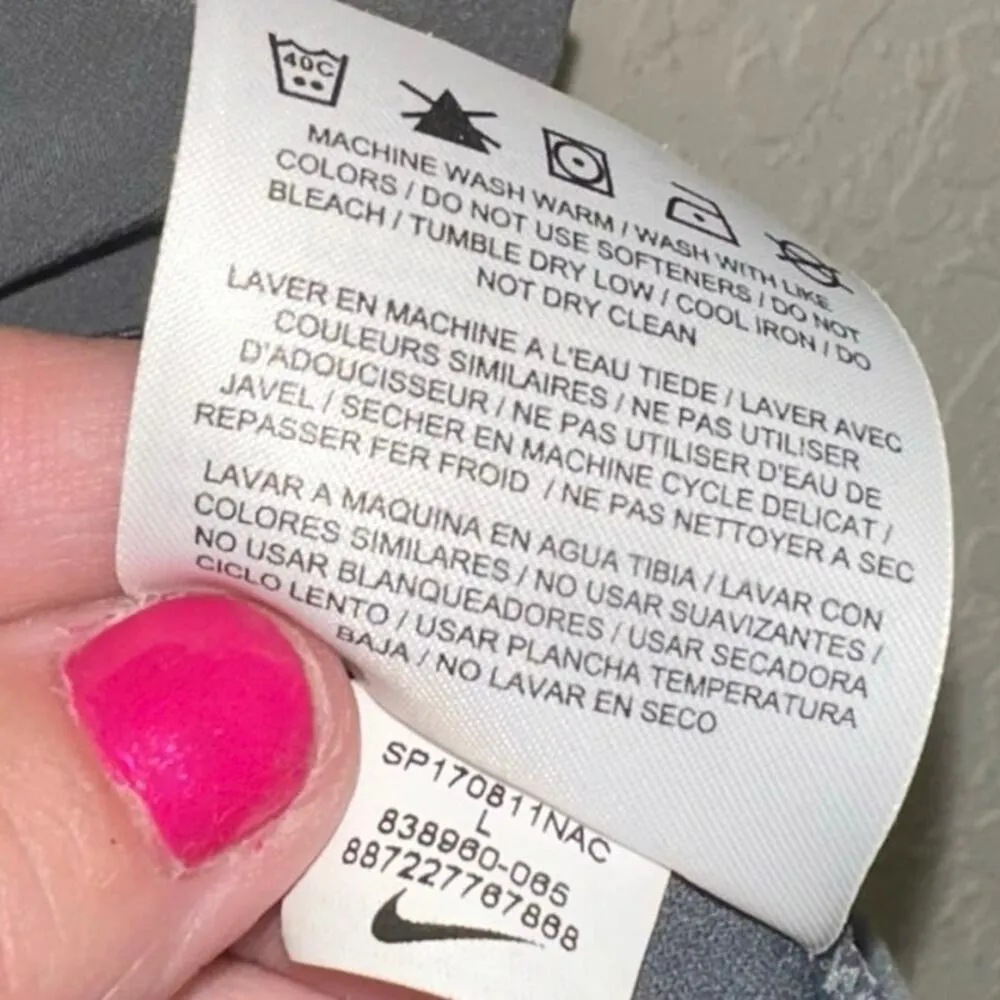 40C
MACHINE WASH WARM / WASH WITH LIKE
COLORS / DO NOT USE SOFTENERS / DO NOT
BLEACH / TUMBLE DRY LOW / COOL IRON / DO
NOT DRY CLEAN
LAVER EN MACHINE A L'EAU TIEDE / LAVER AVEC
COULEURS SIMILAIRES / NE PAS UTILISER
D'ADOUCISSEUR / NE PAS UTILISER D'EAU DE
JAVEL / SECHER EN MACHINE CYCLE DELICAT /
REPASSER FER FROID / NE PAS NETTOYER A SEC
LAVAR A MAQUINA EN AGUA TIBIA / LAVAR CON
COLORES SIMILARES / NO USAR SUAVIZANTES /
NO USAR BLANQUEADORES / USAR SECADORA
CICLO LENTO / USAR PLANCHA TEMPERATURA
BAJA / NO LAVAR EN SECO
SP170811NAC
L
838960-065
887227767868